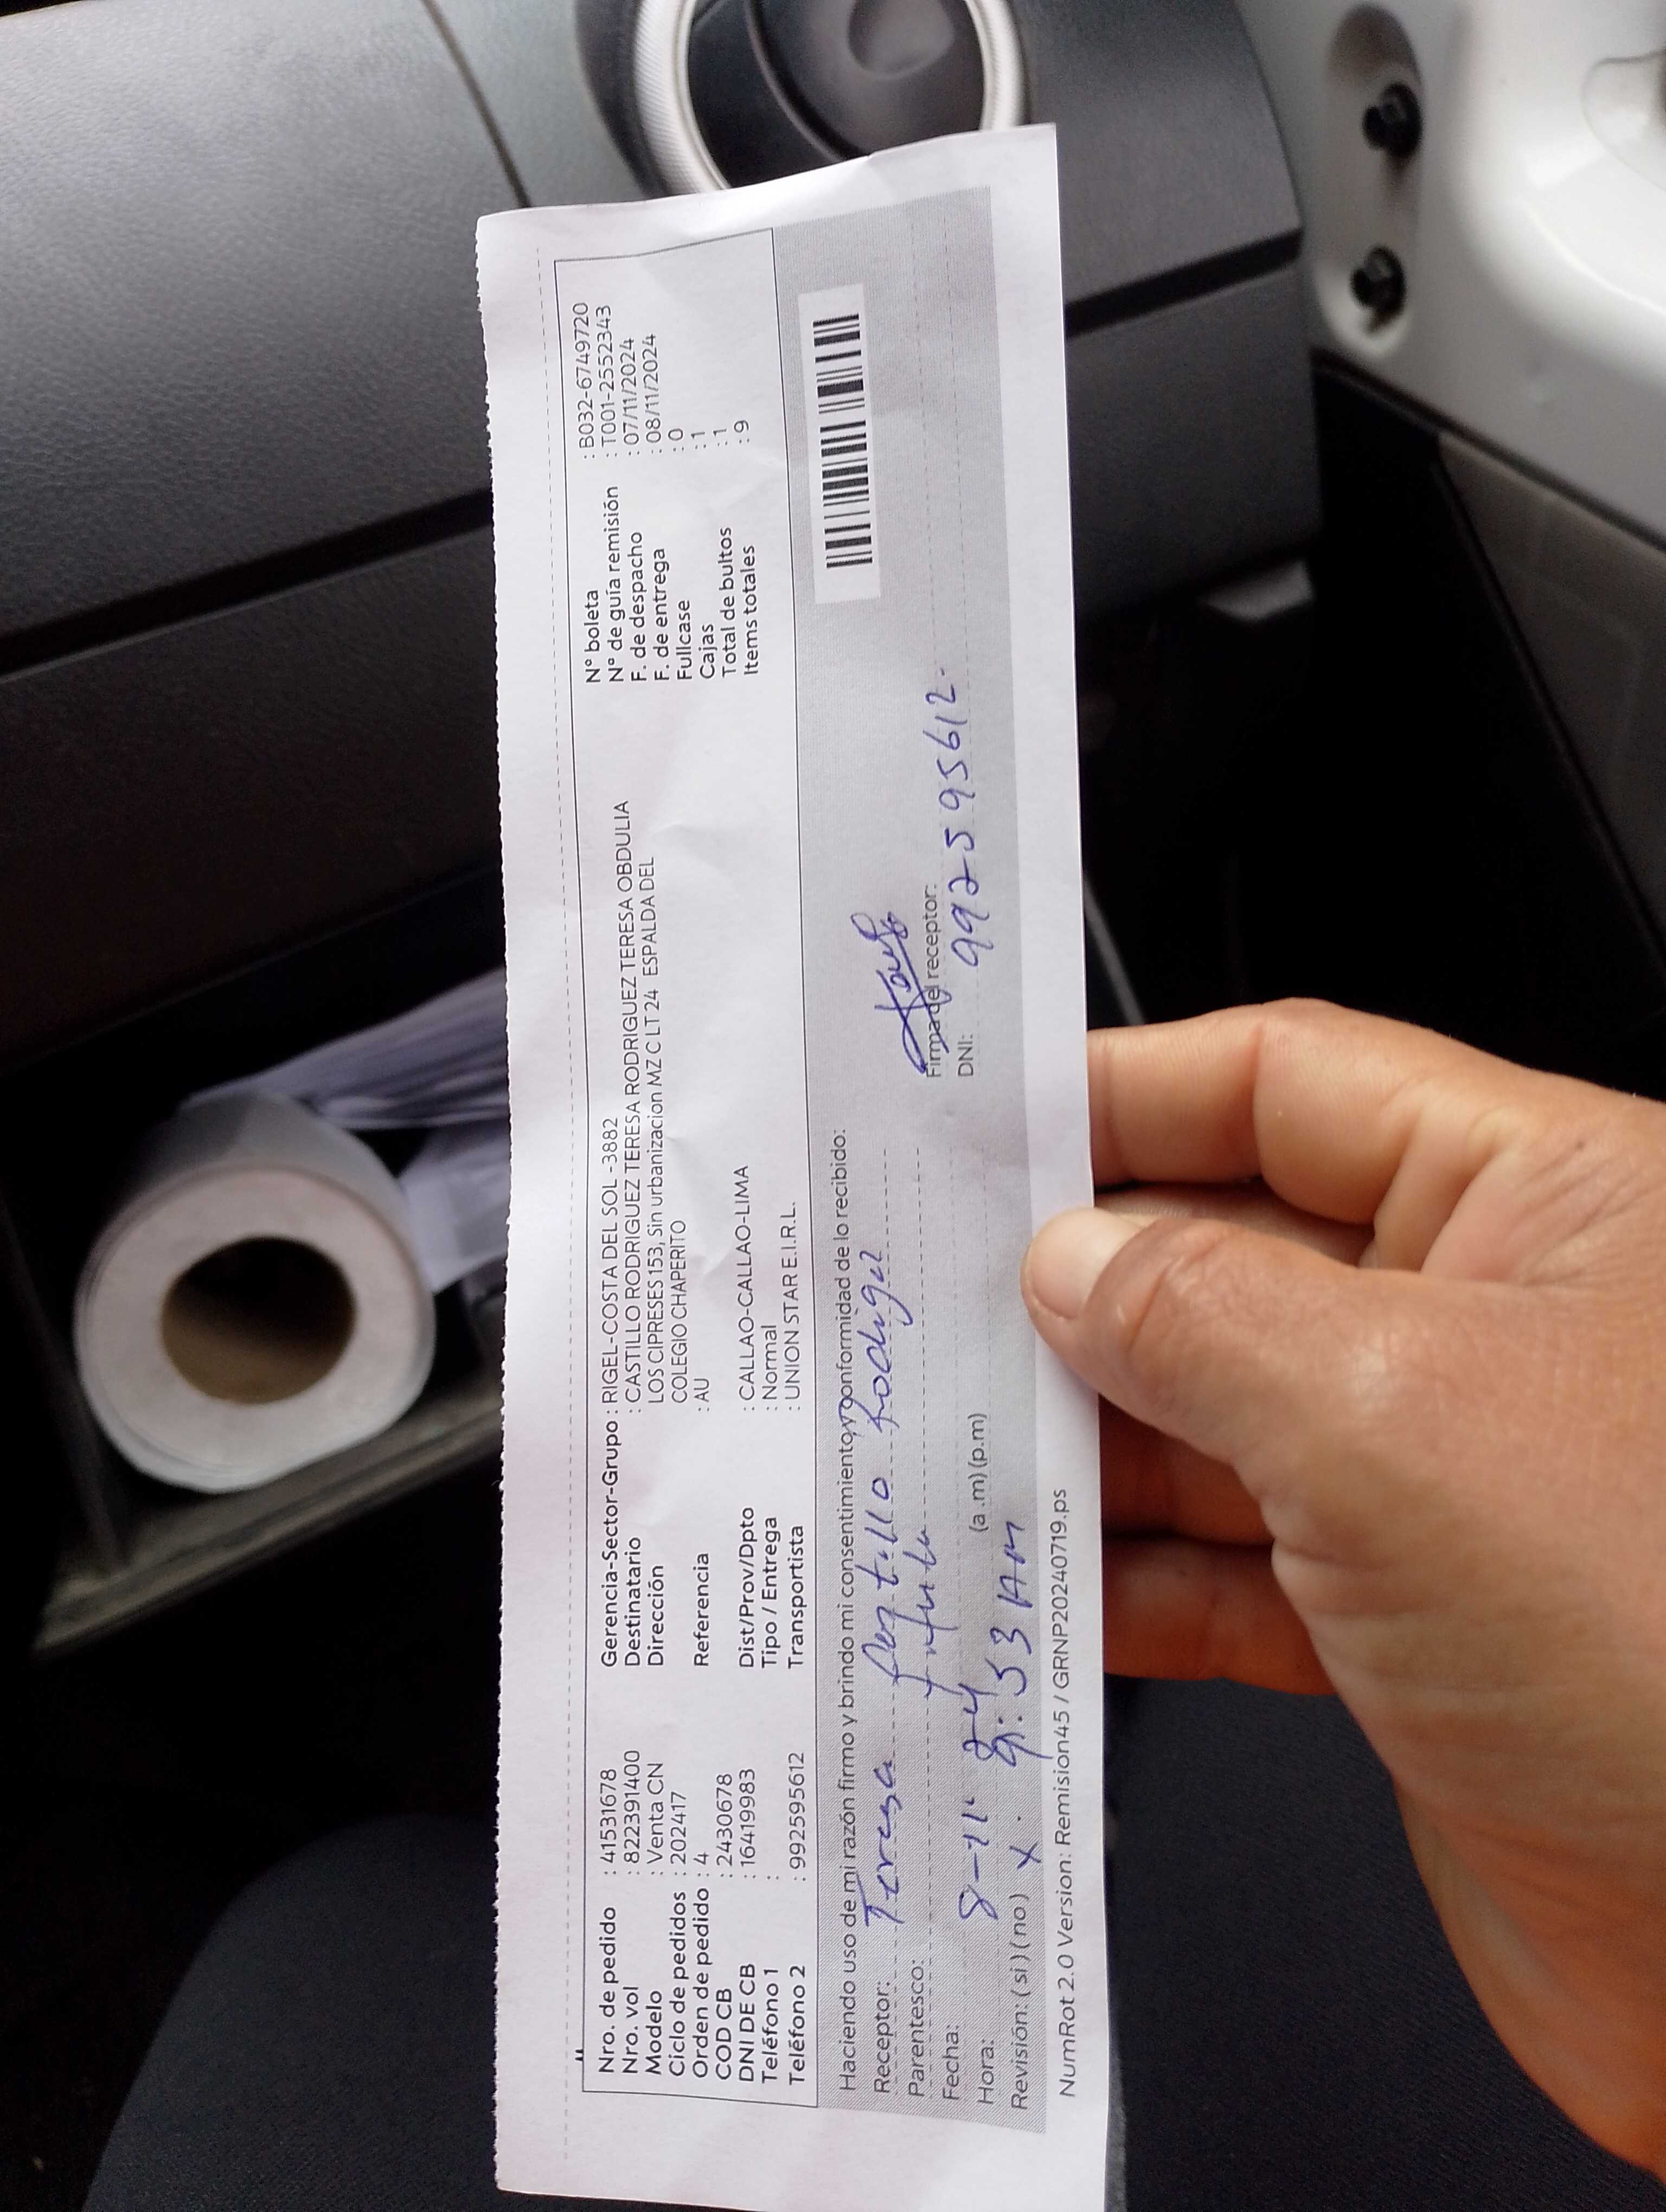 Nro. de pedido : 41531678
Nro. vol : 822391400
Modelo : Venta CN
Ciclo de pedidos : 202417
Orden de pedido : 4
COD CB : 2430678
DNI DE CB : 16419983
Teléfono 1 :
Teléfono 2 : 992595612
Gerencia-Sector-Grupo : RIGEL-COSTA DEL SOL -3882
Destinatario : CASTILLO RODRIGUEZ TERESA RODRIGUEZ TERESA OBDULIA
Dirección LOS CIPRESES 153, Sin urbanizacion MZ C LT 24 ESPALDA DEL
COLEGIO CHAPERITO
Referencia : AU
Dist/Prov/Dpto : CALLAO-CALLAO-LIMA
Tipo / Entrega : Normal
Transportista : UNION STAR E.I.R.L.
N° boleta : B032-6749720
N° de guía remisión : T001-2552343
F. de despacho : 07/11/2024
F. de entrega : 08/11/2024
Fullcase : 0
Cajas : 1
Total de bultos : 1
Items totales : 9
Haciendo uso de mi razón firmo y brindo mi consentimiento y conformidad de lo recibido:
Receptor: Teresa
Parentesco:
Fecha: 8-11- 24
Hora: 9:53 AM (a.m) (p.m)
Revisión: ( si ) ( no ) X
Firma del receptor:
DNI: 992595612.
NumRot 2.0 Version: Remision45 / GRNP20240719.ps